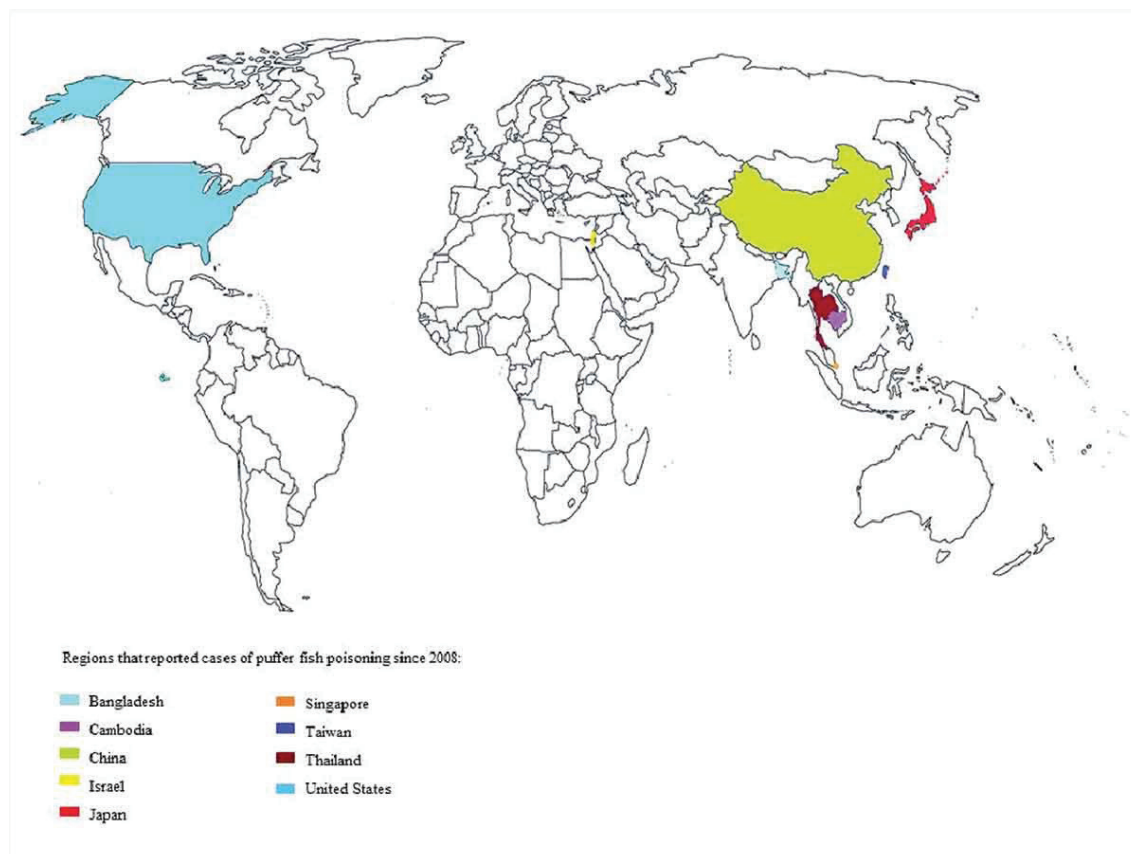 Regions that reported cases of puffer fish poisoning since 2008:
Bangladesh
Cambodia
China
Israel
Japan
Singapore
Taiwan
Thailand
United States